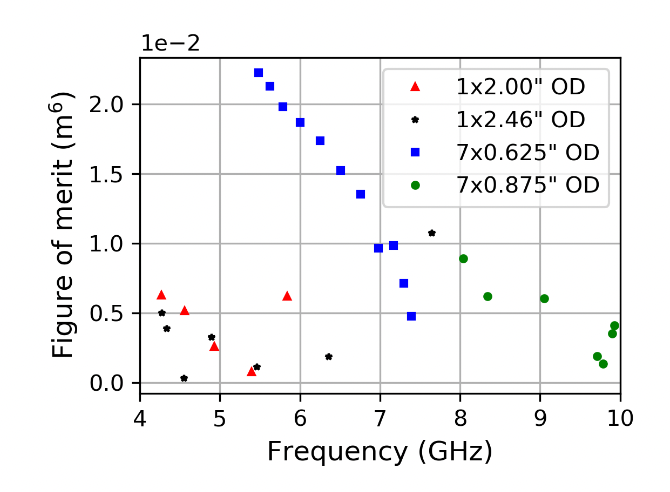 1e−2
2.0
1.5
1.0
0.5
0.0
Figure of merit (m⁶)
4 5 6 7 8 9 10
Frequency (GHz)
1x2.00" OD
1x2.46" OD
7x0.625" OD
7x0.875" OD